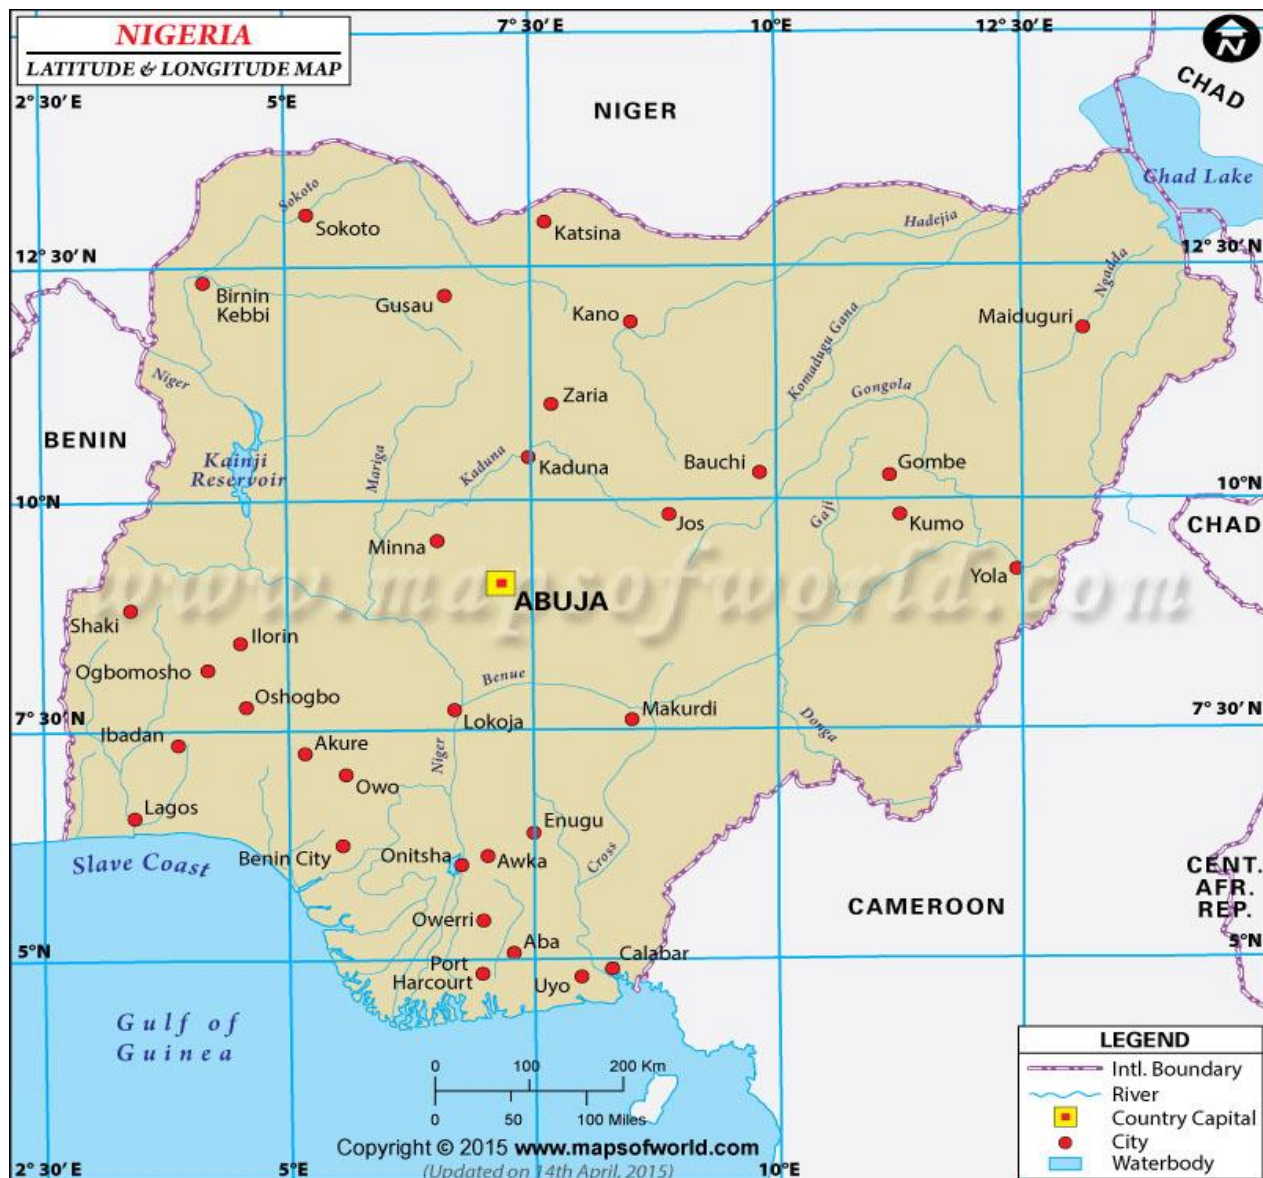 NIGERIA
LATITUDE & LONGITUDE MAP
2° 30' E
5°E
7° 30' E
10°E
12° 30' E
N
CHAD
NIGER
Chad Lake
Sokoto
Sokoto
Katsina
Hadejia
12° 30' N
12° 30' N
Ngadda
Birnin
Kebbi
Gusau
Kano
Komadugu Gana
Maiduguri
Niger
Gongola
Zaria
BENIN
Kainji
Reservoir
Mariga
Kaduna
Kaduna
Bauchi
Gombe
10°N
10°N
Gaji
Jos
Kumo
CHAD
Minna
www.mapsofworld.com
Yola
ABUJA
Shaki
Ilorin
Ogbomosho
Benue
Oshogbo
Lokoja
Makurdi
Donga
7° 30' N
7° 30' N
Ibadan
Akure
Niger
Owo
Lagos
Enugu
Cross
Slave Coast
Benin City
Onitsha
Awka
CENT.
AFR.
REP.
CAMEROON
Owerri
5°N
5°N
Aba
Calabar
Port
Harcourt
Uyo
Gulf of
Guinea
LEGEND
Intl. Boundary
River
Country Capital
City
Waterbody
0 100 200 Km
0 50 100 Miles
Copyright © 2015 www.mapsofworld.com
(Updated on 14th April, 2015)
2° 30' E
5°E
10°E